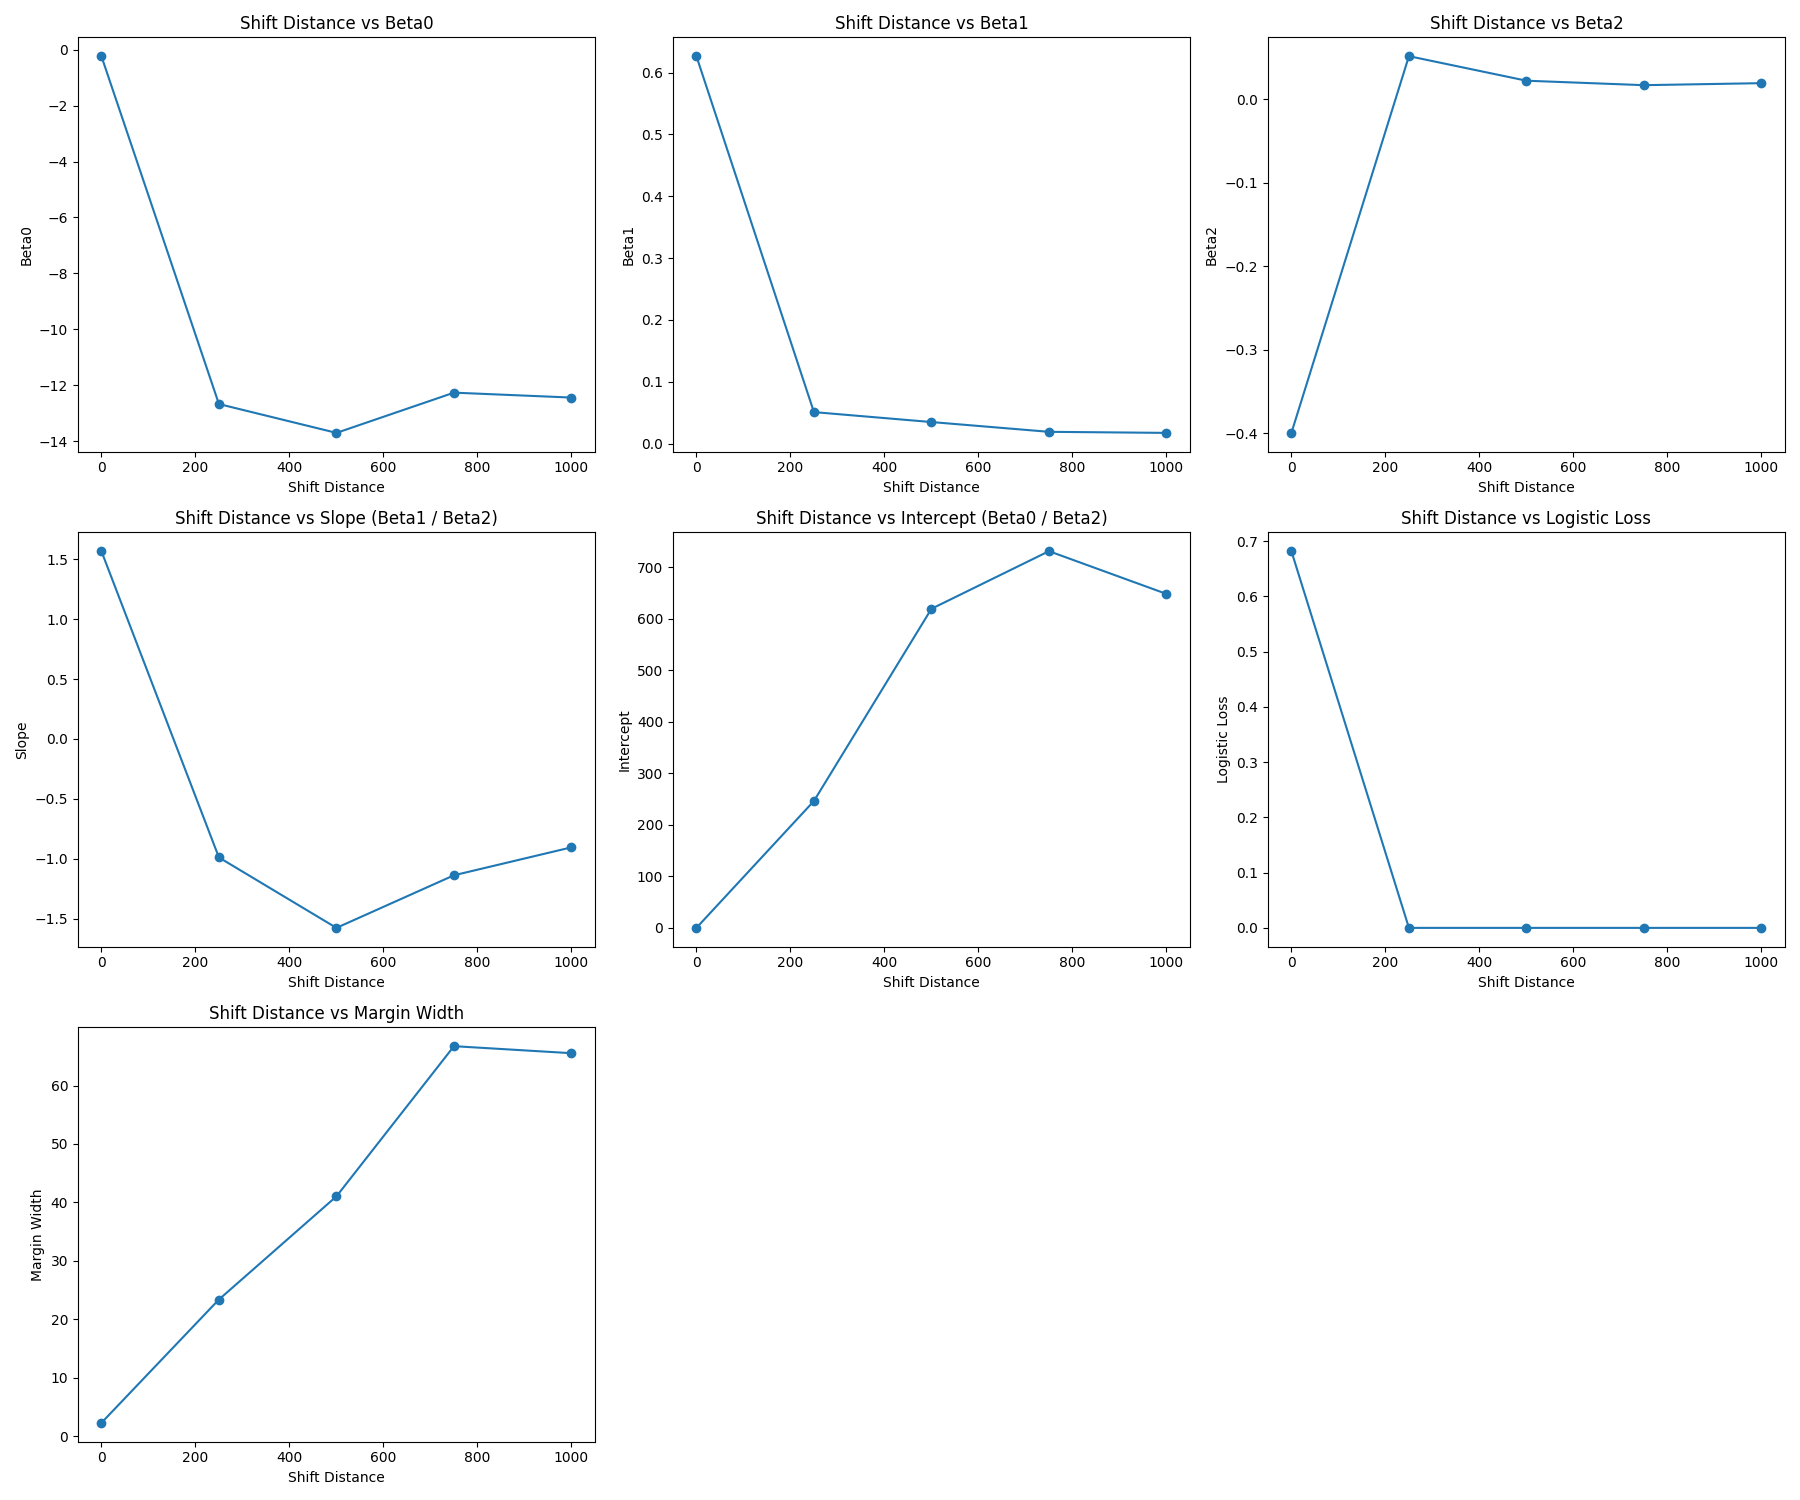 Shift Distance vs Beta0
Beta0
0
−2
−4
−6
−8
−10
−12
−14
0 200 400 600 800 1000
Shift Distance
Shift Distance vs Beta1
Beta1
0.6
0.5
0.4
0.3
0.2
0.1
0.0
0 200 400 600 800 1000
Shift Distance
Shift Distance vs Beta2
Beta2
0.0
−0.1
−0.2
−0.3
−0.4
0 200 400 600 800 1000
Shift Distance
Shift Distance vs Slope (Beta1 / Beta2)
Slope
1.5
1.0
0.5
0.0
−0.5
−1.0
−1.5
0 200 400 600 800 1000
Shift Distance
Shift Distance vs Intercept (Beta0 / Beta2)
Intercept
700
600
500
400
300
200
100
0
0 200 400 600 800 1000
Shift Distance
Shift Distance vs Logistic Loss
Logistic Loss
0.7
0.6
0.5
0.4
0.3
0.2
0.1
0.0
0 200 400 600 800 1000
Shift Distance
Shift Distance vs Margin Width
Margin Width
60
50
40
30
20
10
0
0 200 400 600 800 1000
Shift Distance